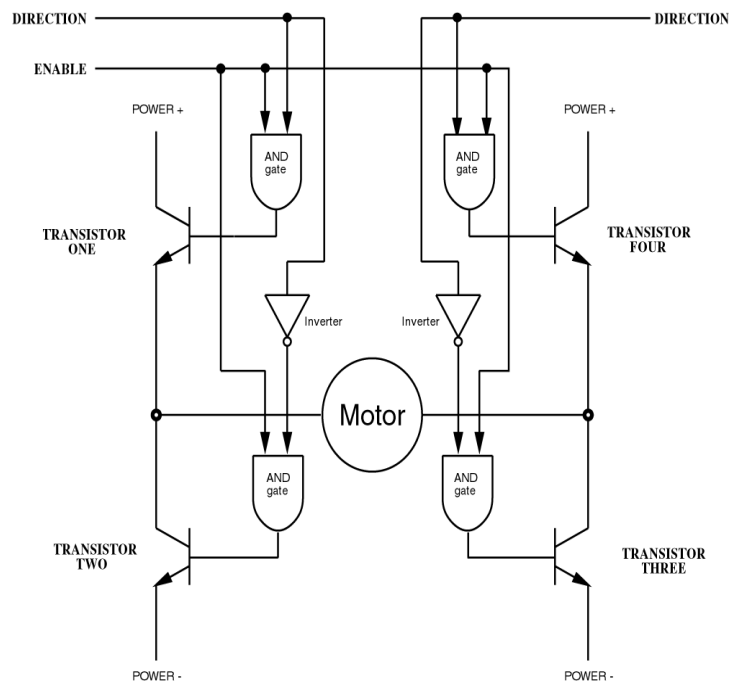 DIRECTION
DIRECTION
ENABLE
POWER +
POWER +
AND
gate
AND
gate
TRANSISTOR
ONE
TRANSISTOR
FOUR
Inverter
Inverter
Motor
AND
gate
AND
gate
TRANSISTOR
TWO
TRANSISTOR
THREE
POWER -
POWER -